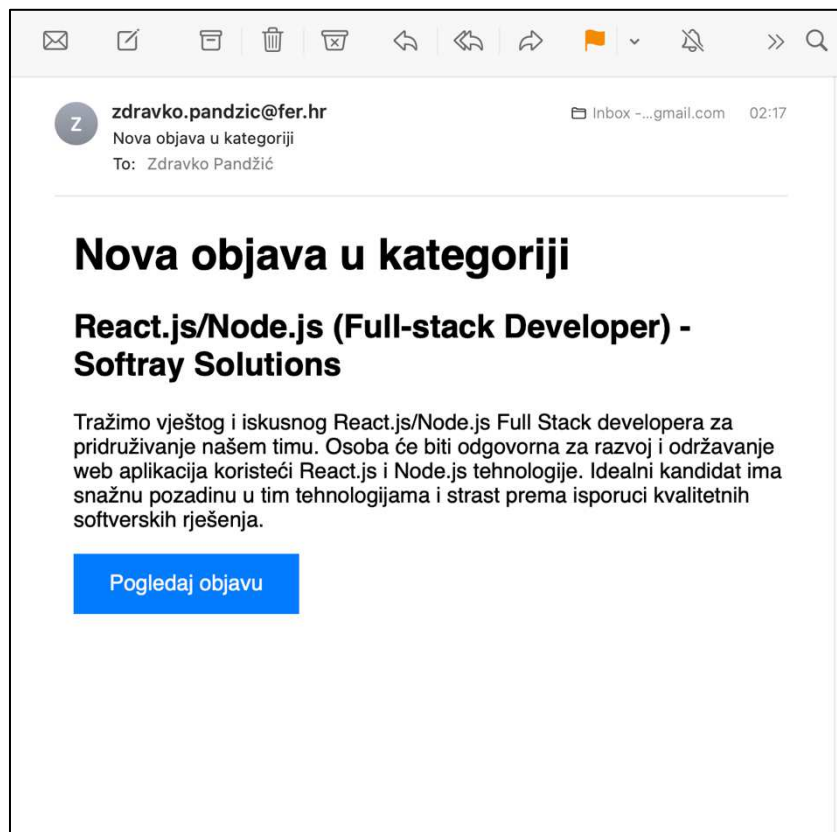 Z
zdravko.pandzic@fer.hr
Inbox -...gmail.com 02:17
Nova objava u kategoriji
To: Zdravko Pandžić
Nova objava u kategoriji
React.js/Node.js (Full-stack Developer) -
Softray Solutions
Tražimo vještog i iskusnog React.js/Node.js Full Stack developera za
pridruživanje našem timu. Osoba će biti odgovorna za razvoj i održavanje
web aplikacija koristeći React.js i Node.js tehnologije. Idealni kandidat ima
snažnu pozadinu u tim tehnologijama i strast prema isporuci kvalitetnih
softverskih rješenja.
Pogledaj objavu